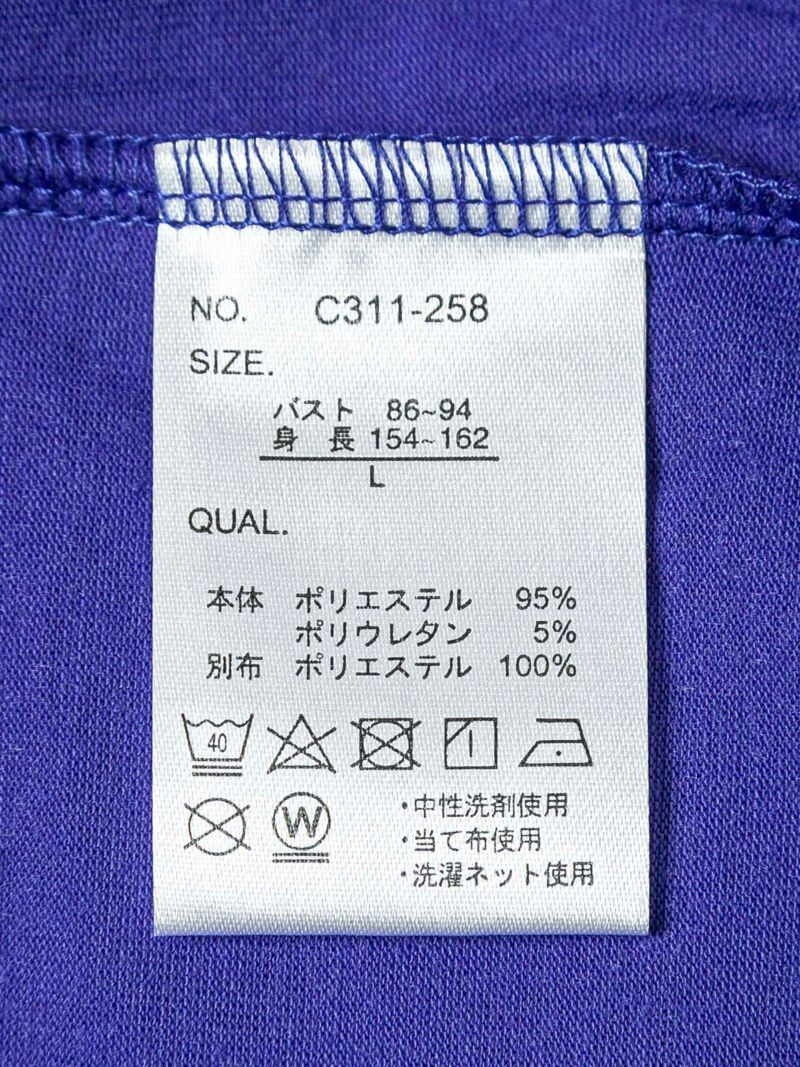 NO. C311-258
SIZE.
バスト 86~94
身 長 154~162
L
QUAL.
本体 ポリエステル 95%
ポリウレタン 5%
別布 ポリエステル 100%
40
W
・中性洗剤使用
・当て布使用
・洗濯ネット使用